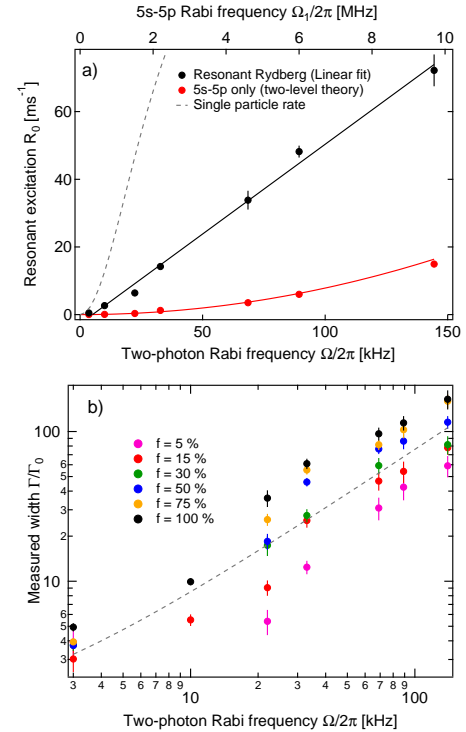 5s-5p Rabi frequency Ω₁/2π [MHz]
0 2 4 6 8 10
a)
Resonant Rydberg (Linear fit)
5s-5p only (two-level theory)
Single particle rate
Resonant excitation R₀ [ms⁻¹]
60
40
20
0
0 50 100 150
Two-photon Rabi frequency Ω/2π [kHz]
b)
f = 5 %
f = 15 %
f = 30 %
f = 50 %
f = 75 %
f = 100 %
Measured width Γ/Γ₀
100
6
5
4
3
2
10
6
5
4
3
3 4 5 6 7 8 9 10 2 3 4 5 6 7 8 9 100
Two-photon Rabi frequency Ω/2π [kHz]